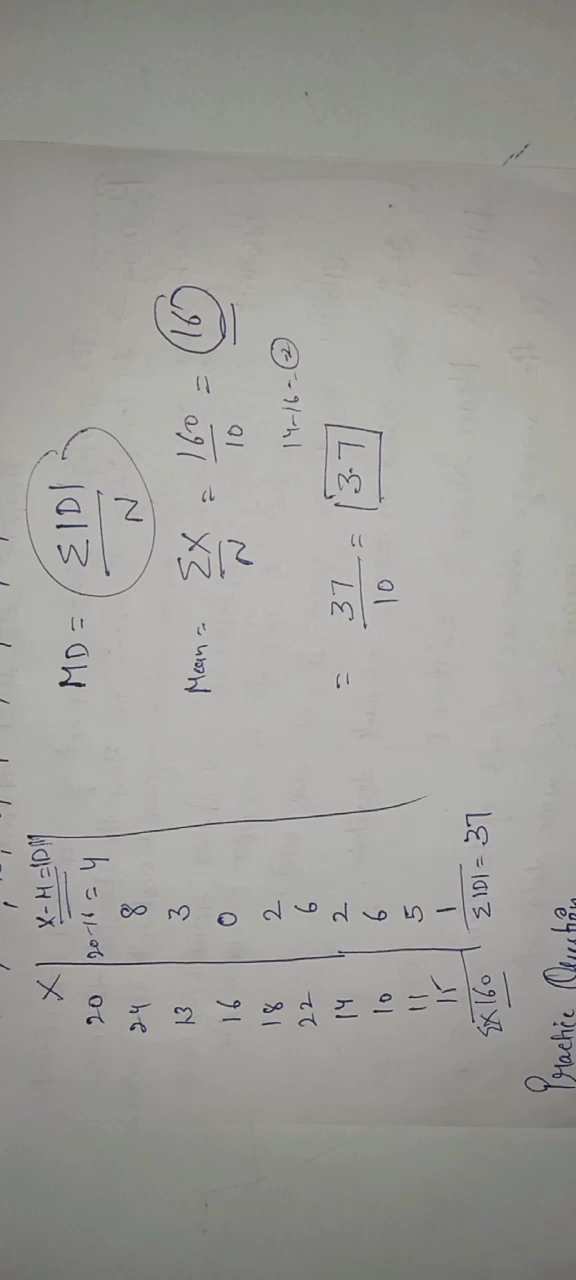 X | X-M=|D|
20 | 20-16 = 4
24 | 8
13 | 3
16 | 0
18 | 2
22 | 6
14 | 2
10 | 6
11 | 5
15 | 1
ΣX 160 | Σ|D| = 37
MD = Σ|D| / N
Mean = ΣX / N = 160 / 10 = 16
14-16 = -2
= 37 / 10 = 3.7
Practice Question